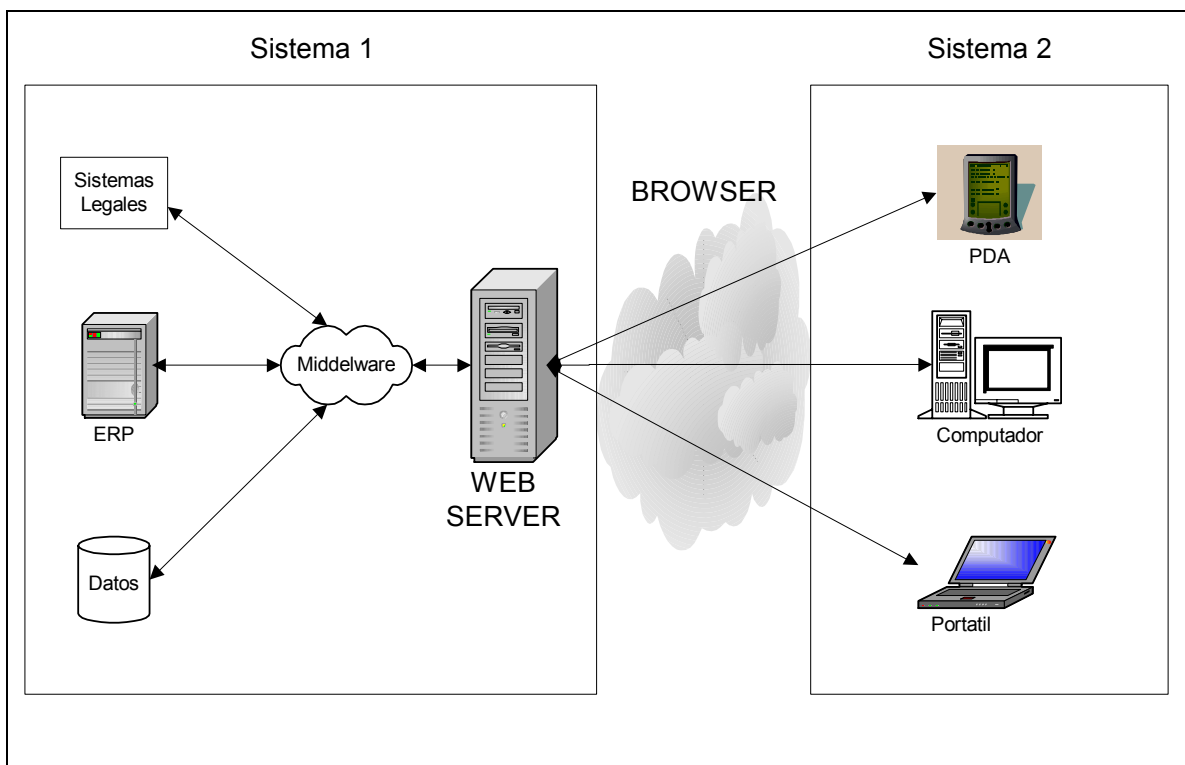 Sistema 1
Sistema 2
Sistemas
Legales
BROWSER
PDA
Middelware
ERP
Computador
WEB
SERVER
Datos
Portatil